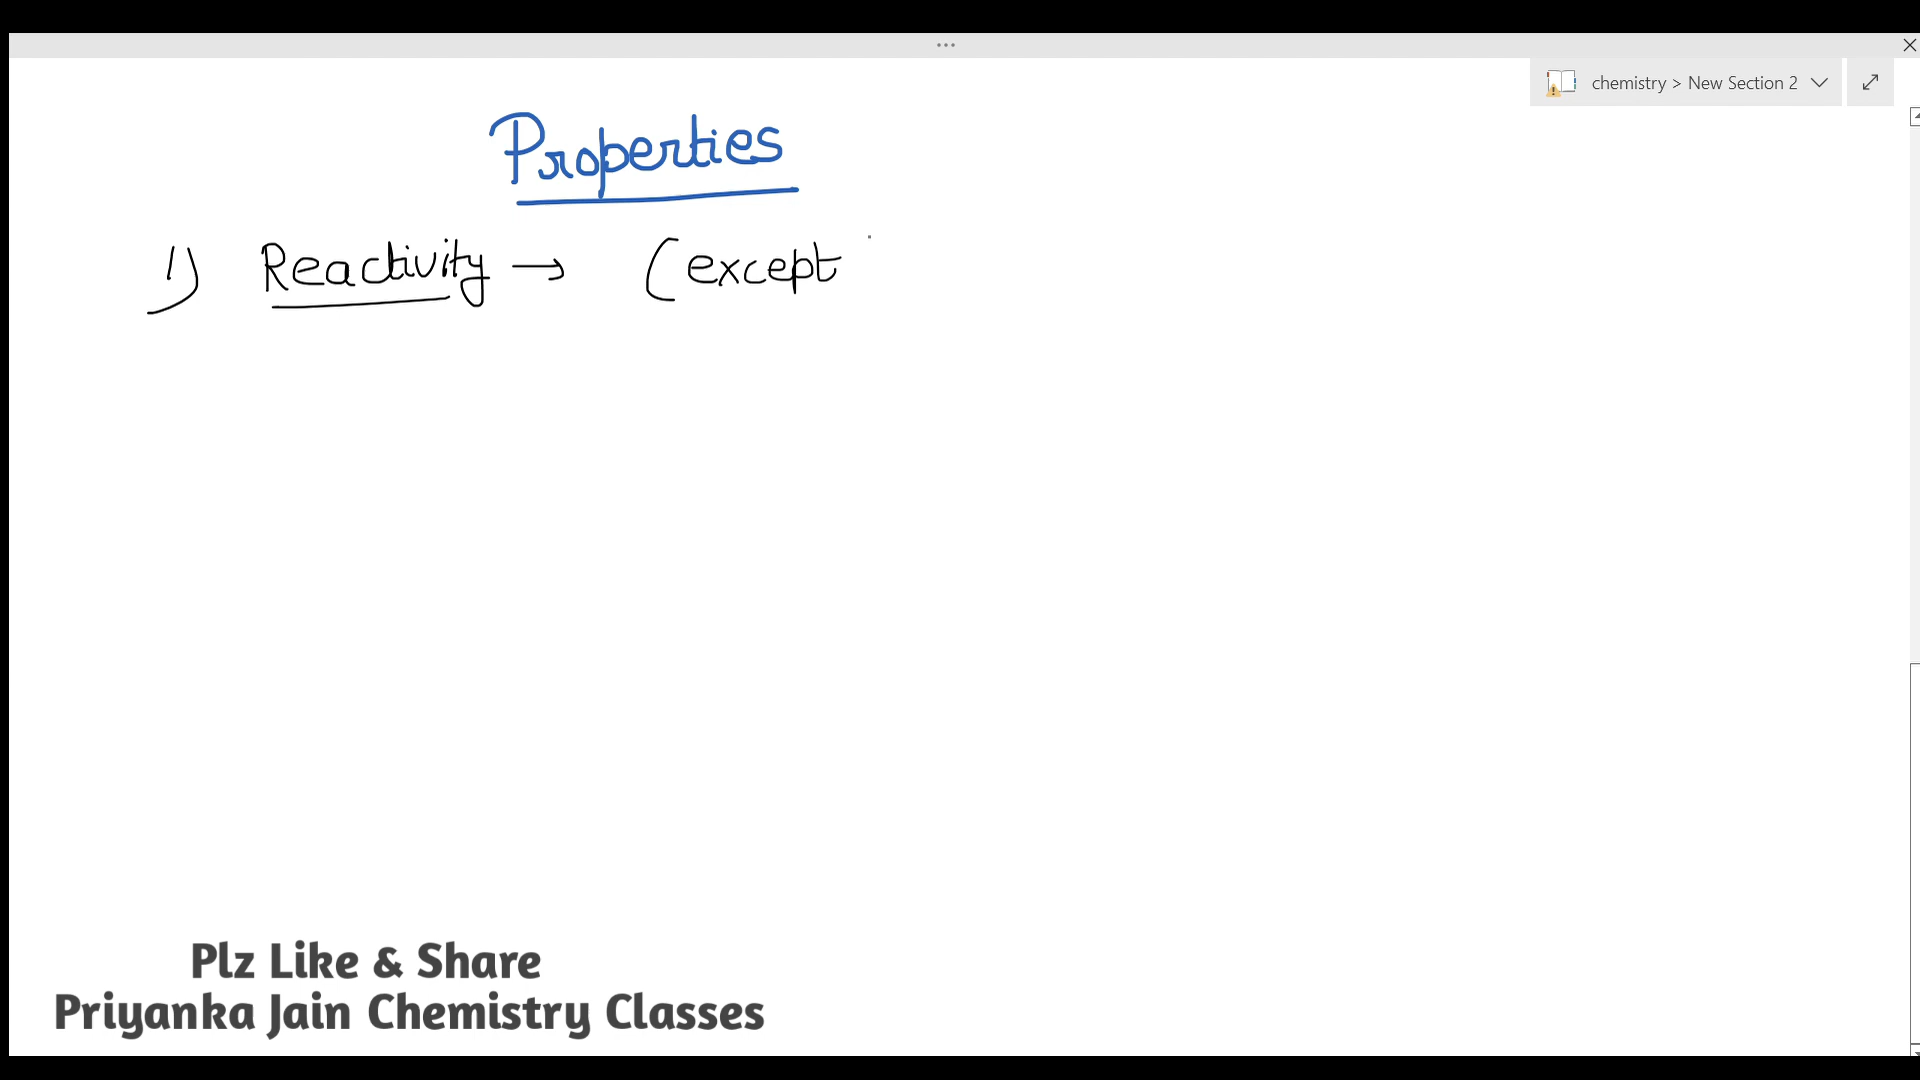 chemistry > New Section 2
Properties
1) Reactivity → (except
Plz Like & Share
Priyanka Jain Chemistry Classes